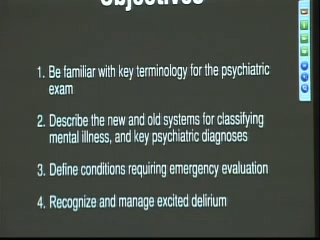 Objectives
1. Be familiar with key terminology for the psychiatric
exam
2. Describe the new and old systems for classifying
mental illness, and key psychiatric diagnoses
3. Define conditions requiring emergency evaluation
4. Recognize and manage excited delirium